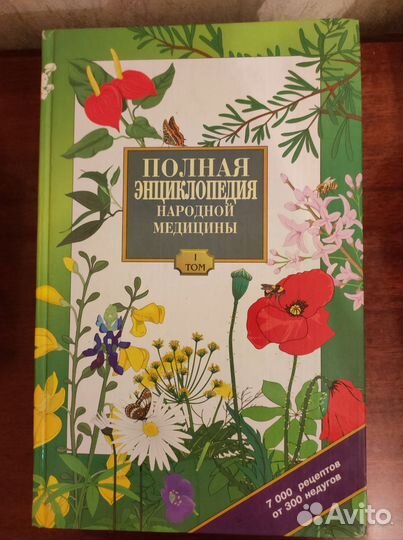 ПОЛНАЯ
ЭНЦИКЛОПЕДИЯ
НАРОДНОЙ
МЕДИЦИНЫ
I
ТОМ
7 000 рецептов
от 300 недугов
Avito